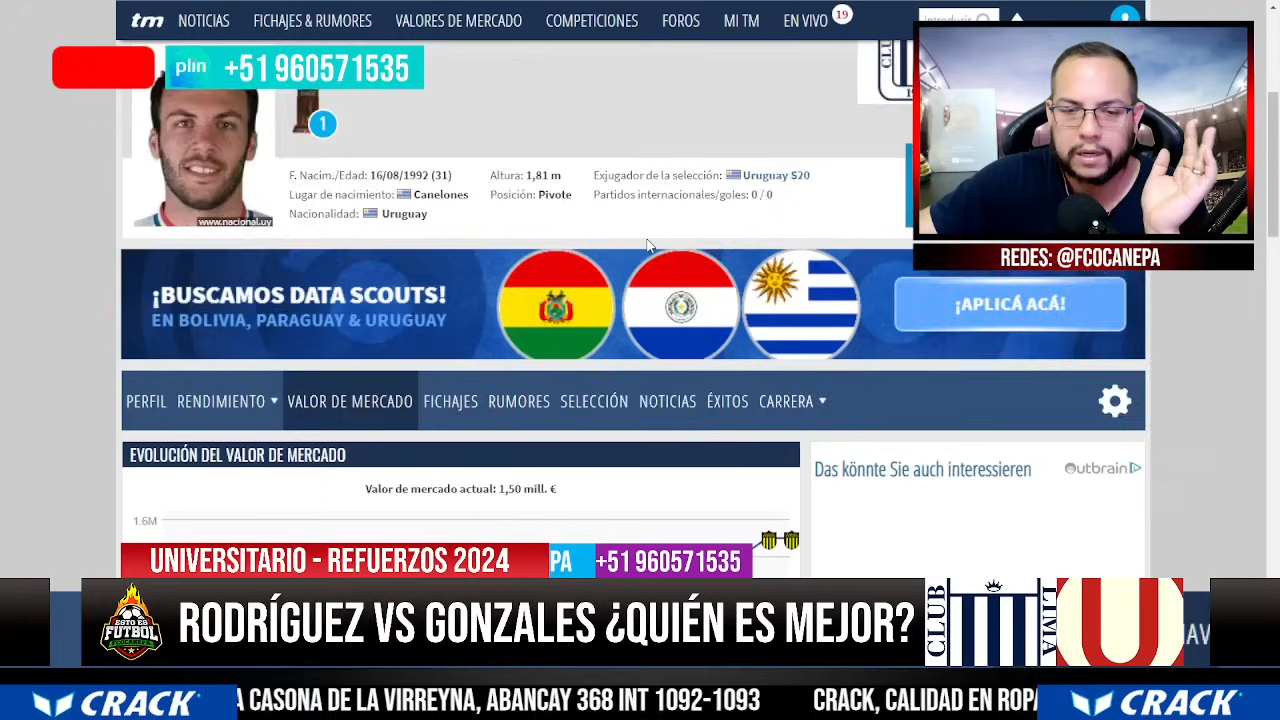 tm NOTICIAS FICHAJES & RUMORES VALORES DE MERCADO COMPETICIONES FOROS MI TM EN VIVO 19
plin +51 960571535
1
www.nacional.uy
F. Nacim./Edad: 16/08/1992 (31)
Lugar de nacimiento: Canelones
Nacionalidad: Uruguay
Altura: 1,81 m
Posición: Pivote
Exjugador de la selección: Uruguay S20
Partidos internacionales/goles: 0 / 0
REDES: @FCOCANEPA
¡BUSCAMOS DATA SCOUTS!
EN BOLIVIA, PARAGUAY & URUGUAY
¡APLICÁ ACÁ!
PERFIL RENDIMIENTO VALOR DE MERCADO FICHAJES RUMORES SELECCIÓN NOTICIAS ÉXITOS CARRERA
EVOLUCIÓN DEL VALOR DE MERCADO
Valor de mercado actual: 1,50 mill. €
1.6M
Das könnte Sie auch interessieren
Outbrain
UNIVERSITARIO - REFUERZOS 2024
PA +51 960571535
ESTO ES
FUTBOL
FCOCANEPA
RODRÍGUEZ VS GONZALES ¿QUIÉN ES MEJOR?
CLUB
LIMA
U
CRACK
A CASONA DE LA VIRREYNA, ABANCAY 368 INT 1092-1093
CRACK, CALIDAD EN ROPA
CRACK